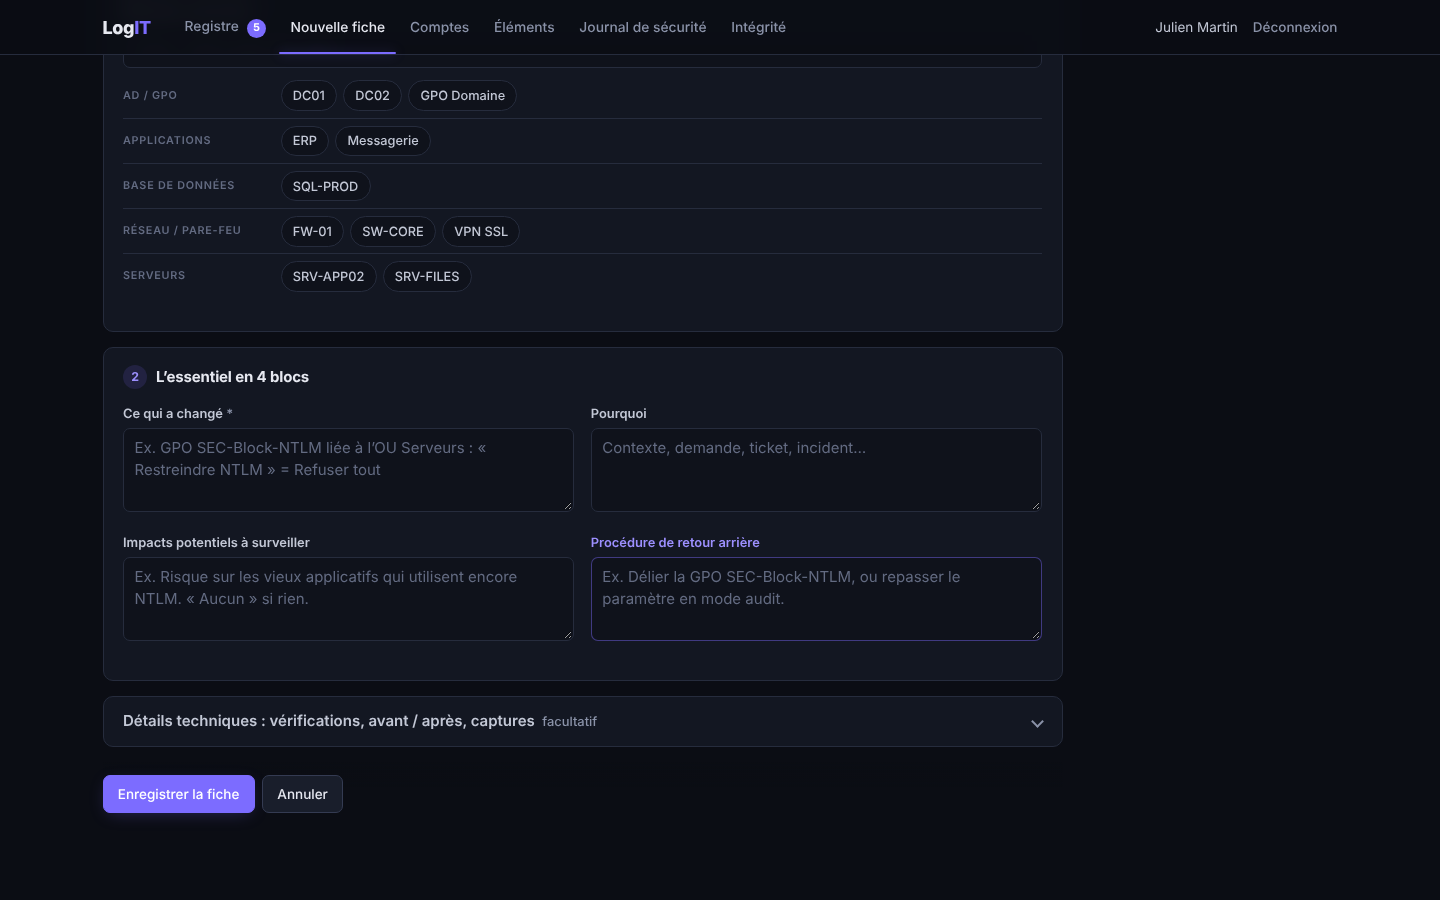 LogIT
Registre 5
Nouvelle fiche
Comptes
Éléments
Journal de sécurité
Intégrité
Julien Martin
Déconnexion
AD / GPO
DC01
DC02
GPO Domaine
APPLICATIONS
ERP
Messagerie
BASE DE DONNÉES
SQL-PROD
RÉSEAU / PARE-FEU
FW-01
SW-CORE
VPN SSL
SERVEURS
SRV-APP02
SRV-FILES
2 L’essentiel en 4 blocs
Ce qui a changé *
Ex. GPO SEC-Block-NTLM liée à l’OU Serveurs : «
Restreindre NTLM » = Refuser tout
Pourquoi
Contexte, demande, ticket, incident…
Impacts potentiels à surveiller
Ex. Risque sur les vieux applicatifs qui utilisent encore
NTLM. « Aucun » si rien.
Procédure de retour arrière
Ex. Délier la GPO SEC-Block-NTLM, ou repasser le
paramètre en mode audit.
Détails techniques : vérifications, avant / après, captures facultatif
Enregistrer la fiche
Annuler